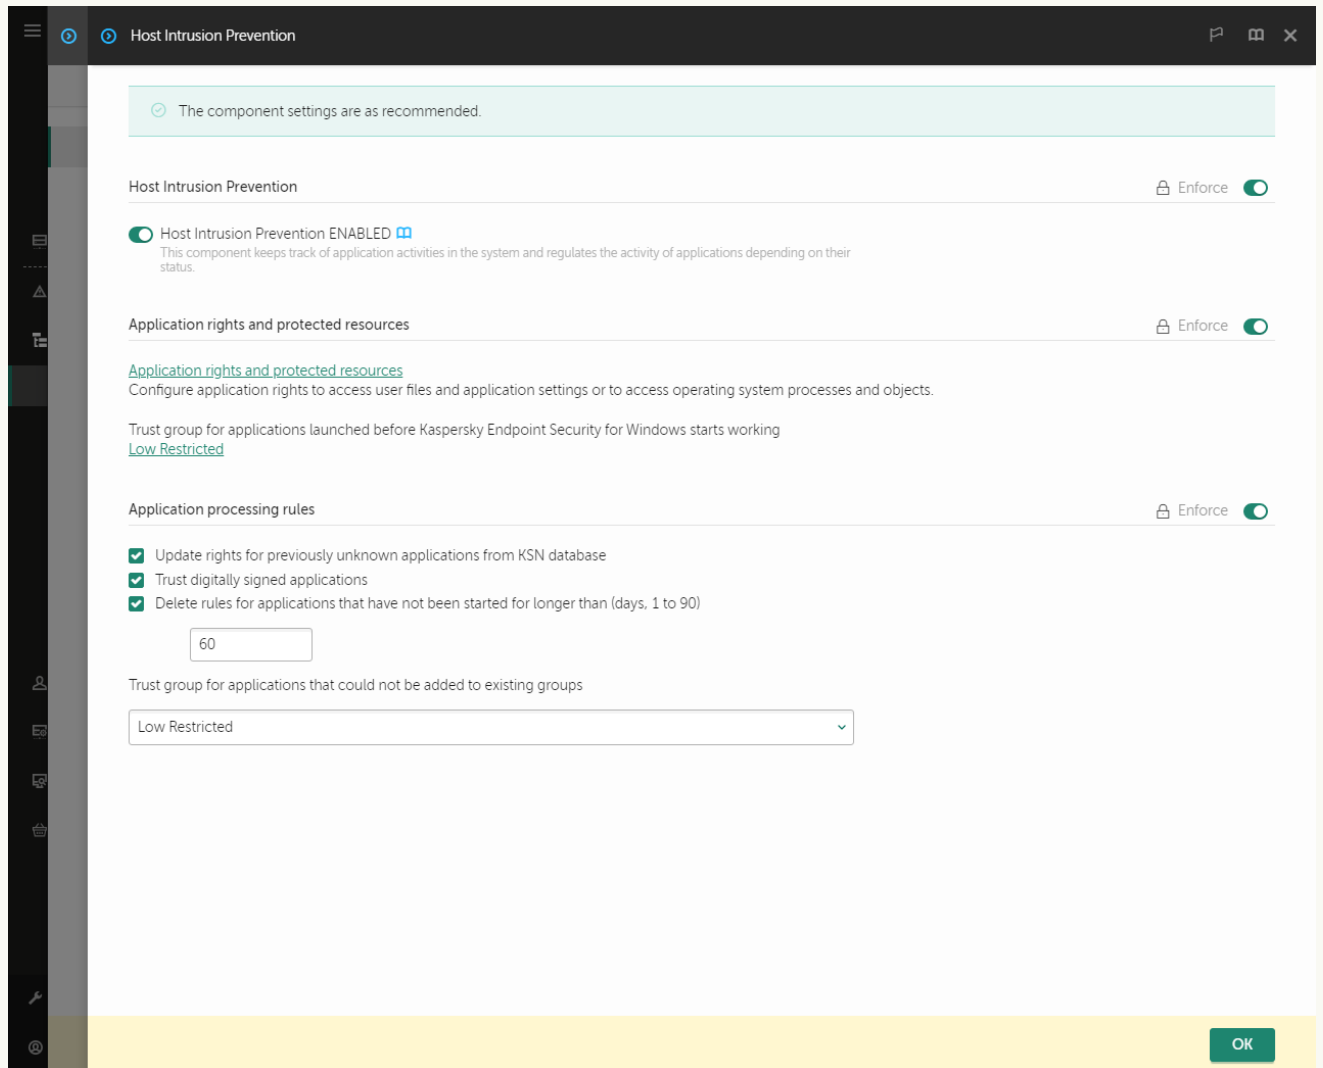 Host Intrusion Prevention
The component settings are as recommended.
Host Intrusion Prevention
Enforce
Host Intrusion Prevention ENABLED
This component keeps track of application activities in the system and regulates the activity of applications depending on their
status.
Application rights and protected resources
Enforce
Application rights and protected resources
Configure application rights to access user files and application settings or to access operating system processes and objects.
Trust group for applications launched before Kaspersky Endpoint Security for Windows starts working
Low Restricted
Application processing rules
Enforce
Update rights for previously unknown applications from KSN database
Trust digitally signed applications
Delete rules for applications that have not been started for longer than (days, 1 to 90)
60
Trust group for applications that could not be added to existing groups
Low Restricted
OK